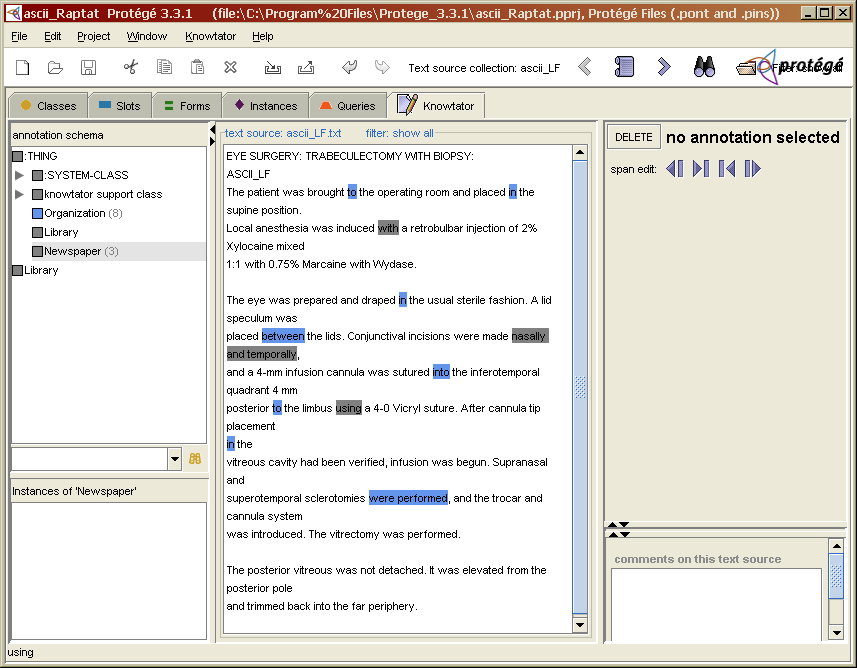 ascii_Raptat Protégé 3.3.1 (file:\C:\Program%20Files\Protege_3.3.1\ascii_Raptat.pprj, Protégé Files (.pont and .pins))
File Edit Project Window Knowtator Help
Text source collection: ascii_LF
protégé
Classes Slots Forms Instances Queries Knowtator
annotation schema
:THING
:SYSTEM-CLASS
knowtator support class
Organization (8)
Library
Newspaper (3)
Library
Instances of 'Newspaper'
using
text source: ascii_LF.txt filter: show all
EYE SURGERY: TRABECULECTOMY WITH BIOPSY:
ASCII_LF
The patient was brought to the operating room and placed in the
supine position.
Local anesthesia was induced with a retrobulbar injection of 2%
Xylocaine mixed
1:1 with 0.75% Marcaine with Wydase.
The eye was prepared and draped in the usual sterile fashion. A lid
speculum was
placed between the lids. Conjunctival incisions were made nasally
and temporally,
and a 4-mm infusion cannula was sutured into the inferotemporal
quadrant 4 mm
posterior to the limbus using a 4-0 Vicryl suture. After cannula tip
placement
in the
vitreous cavity had been verified, infusion was begun. Supranasal
and
superotemporal sclerotomies were performed, and the trocar and
cannula system
was introduced. The vitrectomy was performed.
The posterior vitreous was not detached. It was elevated from the
posterior pole
and trimmed back into the far periphery.
DELETE no annotation selected
span edit:
comments on this text source